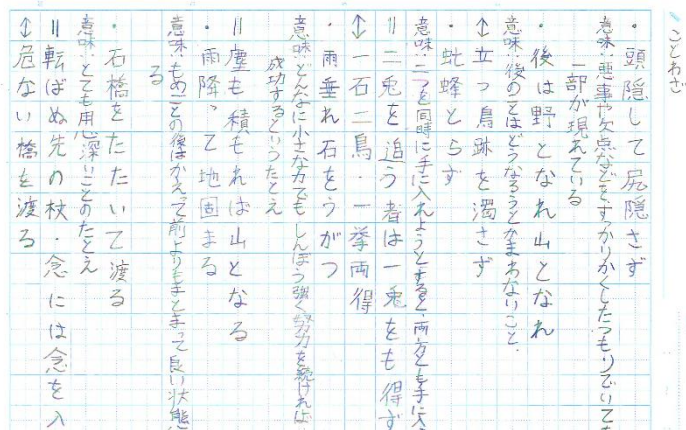 ことわざ
・頭隠して尻隠さず
意味・悪事や欠点などをすっかりかくしたつもりでいても
一部が現れている
・後は野となれ山となれ
意味・後のことはどうなろうとかまわないこと。
↕立つ鳥跡を濁さず
・虻蜂とらず
意味・二つを同時に手に入れようとすると、両方とも手に入
=二兎を追う者は一兎をも得ず
↕一石二鳥・一挙両得
・雨垂れ石をうがつ
意味・どんなに小さな力でも、しんぼう強く努力を続ければ
成功するというたとえ
=塵も積もれば山となる
・雨降って地固まる
意味・もめごとの後はかえって前よりもまとまって良い状態
る
・石橋をたたいて渡る
意味・とても用心深いことのたとえ
=転ばぬ先の杖・念には念を入
↕危ない橋を渡る